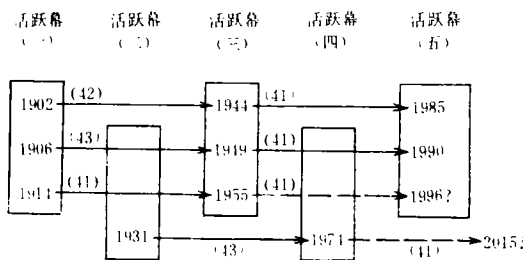 活跃幕 活跃幕 活跃幕 活跃幕 活跃幕
(一) (二) (三) (四) (五)
1902 (42) 1944 (41) 1985
1906 (43) 1949 (41) 1990
1914 (41) 1955 (41) 1996?
1931 (43) 1974 (41) 2015?